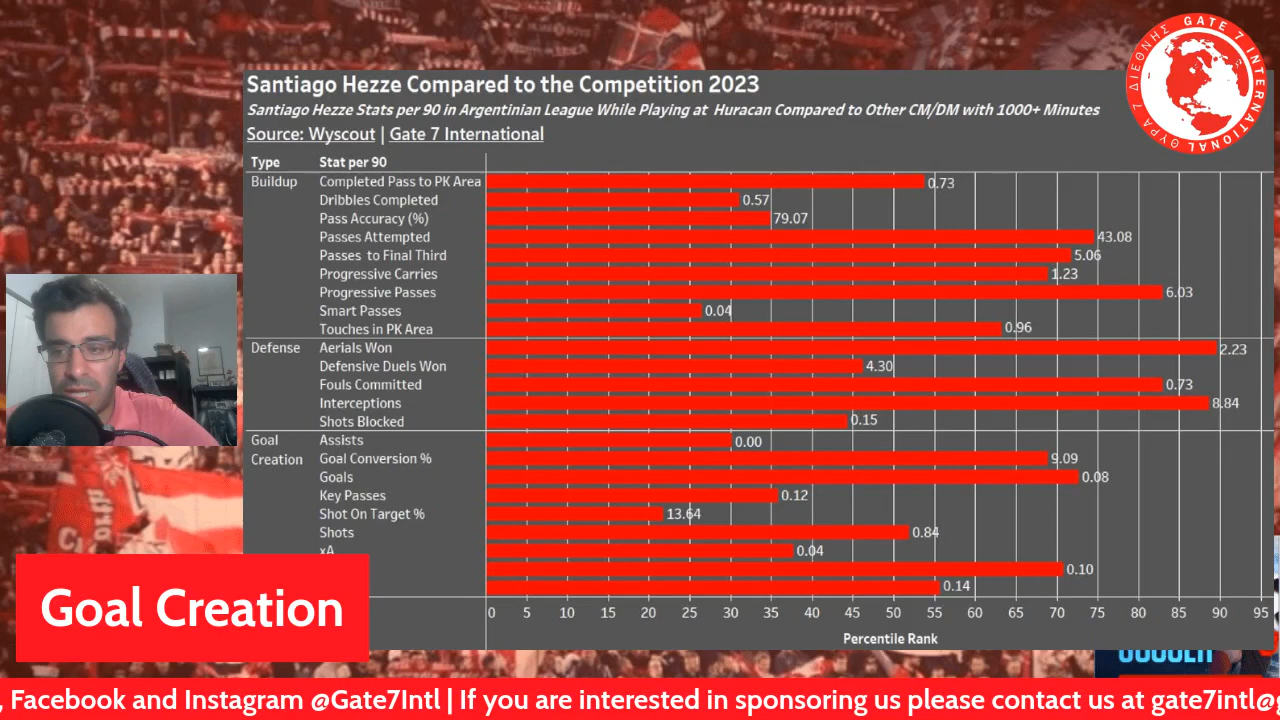 GATE 7 INTERNATIONAL
ΘΥΡΑ 7 ΔΙΕΘΝΗΣ
Santiago Hezze Compared to the Competition 2023
Santiago Hezze Stats per 90 in Argentinian League While Playing at Huracan Compared to Other CM/DM with 1000+ Minutes
Source: Wyscout | Gate 7 International
Type Stat per 90
Buildup Completed Pass to PK Area 0.73
Dribbles Completed 0.57
Pass Accuracy (%) 79.07
Passes Attempted 43.08
Passes to Final Third 5.06
Progressive Carries 1.23
Progressive Passes 6.03
Smart Passes 0.04
Touches in PK Area 0.96
Defense Aerials Won 2.23
Defensive Duels Won 4.30
Fouls Committed 0.73
Interceptions 8.84
Shots Blocked 0.15
Goal Assists 0.00
Creation Goal Conversion % 9.09
Goals 0.08
Key Passes 0.12
Shot On Target % 13.64
Shots 0.84
xA 0.04
0.10
0.14
0 5 10 15 20 25 30 35 40 45 50 55 60 65 70 75 80 85 90 95
Percentile Rank
Goal Creation
, Facebook and Instagram @Gate7Intl | If you are interested in sponsoring us please contact us at gate7intl@